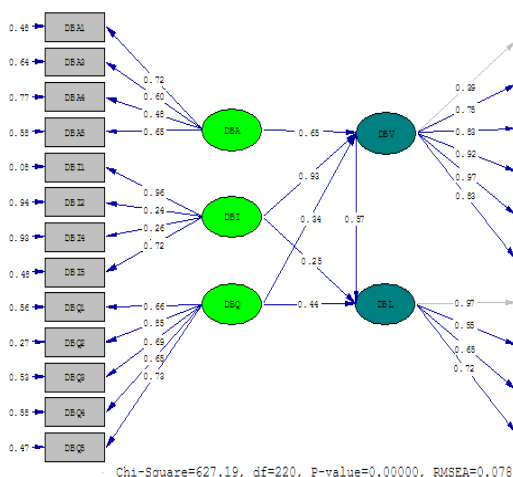 0.48 DBA1
0.64 DBA3
0.77 DBA4
0.58 DBA5
0.08 DBI1
0.94 DBI2
0.93 DBI4
0.48 DBI5
0.56 DBQ1
0.27 DBQ2
0.53 DBQ3
0.58 DBQ4
0.47 DBQ5
0.72
0.60
0.48
0.65
0.96
0.24
0.26
0.72
0.66
0.85
0.69
0.65
0.73
DBA
DBI
DBQ
0.65
0.93
0.34
0.25
0.44
0.57
DBV
DBL
0.78
0.83
0.92
0.97
0.83
0.97
0.55
0.65
0.72
Chi-Square=627.19, df=220, P-value=0.00000, RMSEA=0.078